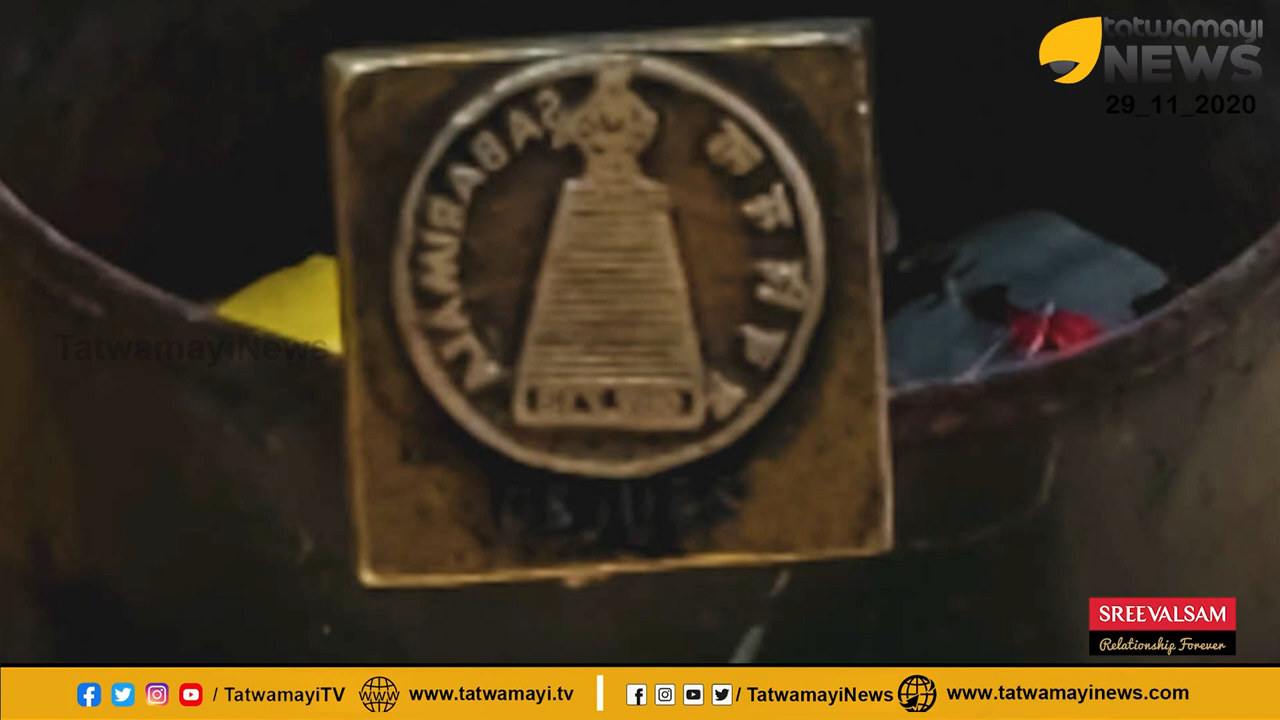 tatwamayi
NEWS
29_11_2020
SABARIMALA
TatwamayiNews
SREEVALSAM
Relationship Forever
/ TatwamayiTV
www.tatwamayi.tv
/ TatwamayiNews
www.tatwamayinews.com